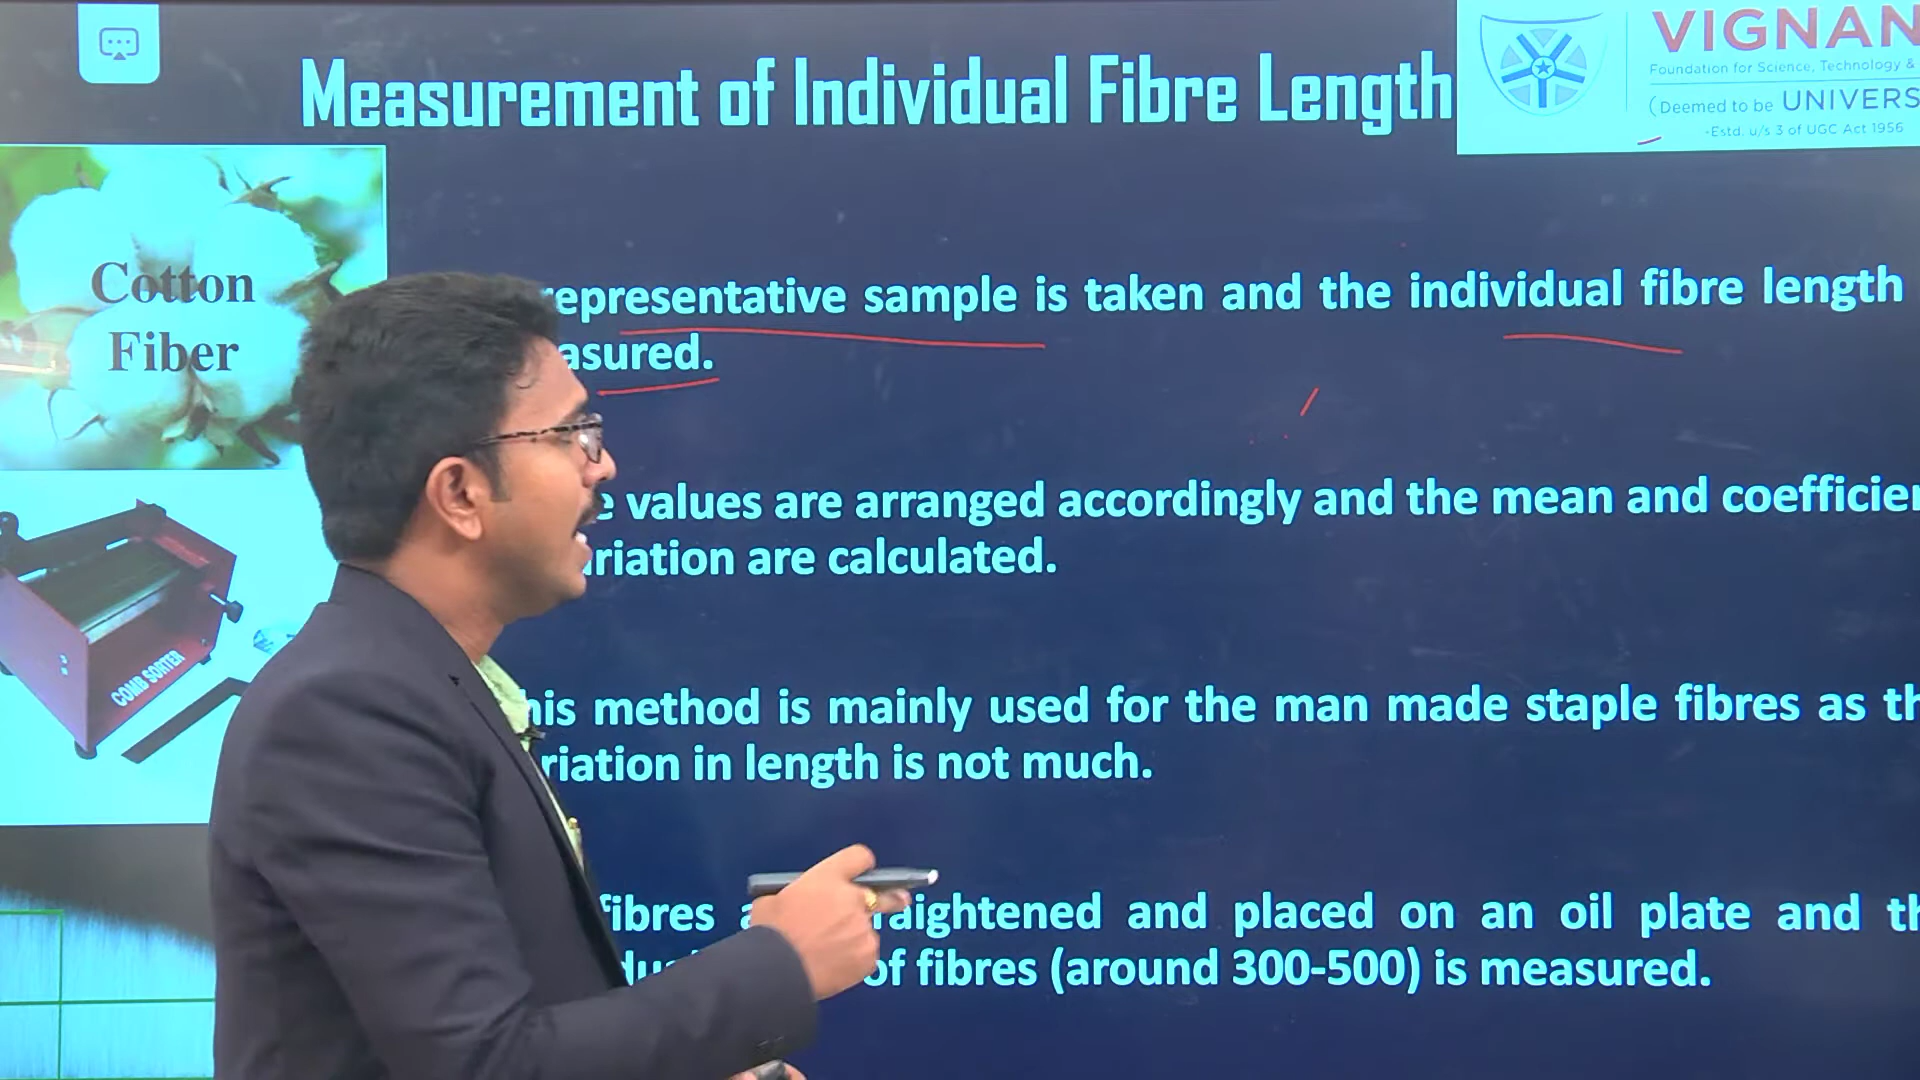 Measurement of Individual Fibre Length
VIGNAN
Foundation for Science, Technology &
(Deemed to be UNIVERS
-Estd. u/s 3 of UGC Act 1956
Cotton
Fiber
representative sample is taken and the individual fibre length
asured.
e values are arranged accordingly and the mean and coefficien
riation are calculated.
his method is mainly used for the man made staple fibres as th
riation in length is not much.
COMB SORTER
fibres a raightened and placed on an oil plate and th
of fibres (around 300-500) is measured.